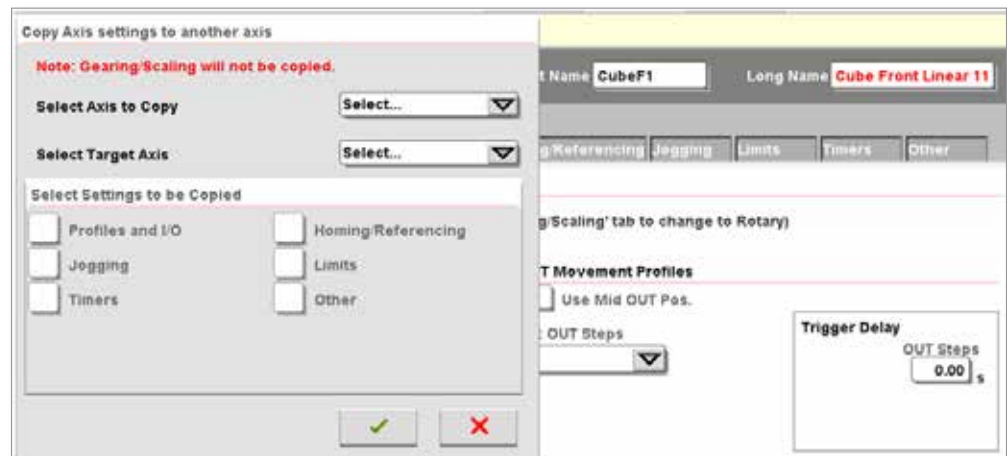 Copy Axis settings to another axis
Note: Gearing/Scaling will not be copied.
Select Axis to Copy Select...
Select Target Axis Select...
Select Settings to be Copied
Profiles and I/O Homing/Referencing
Jogging Limits
Timers Other
t Name CubeF1 Long Name Cube Front Linear 11
g/Referencing Jogging Limits Timers Other
g/Scaling' tab to change to Rotary)
T Movement Profiles
Use Mid OUT Pos.
OUT Steps
Trigger Delay
OUT Steps
0.00 s